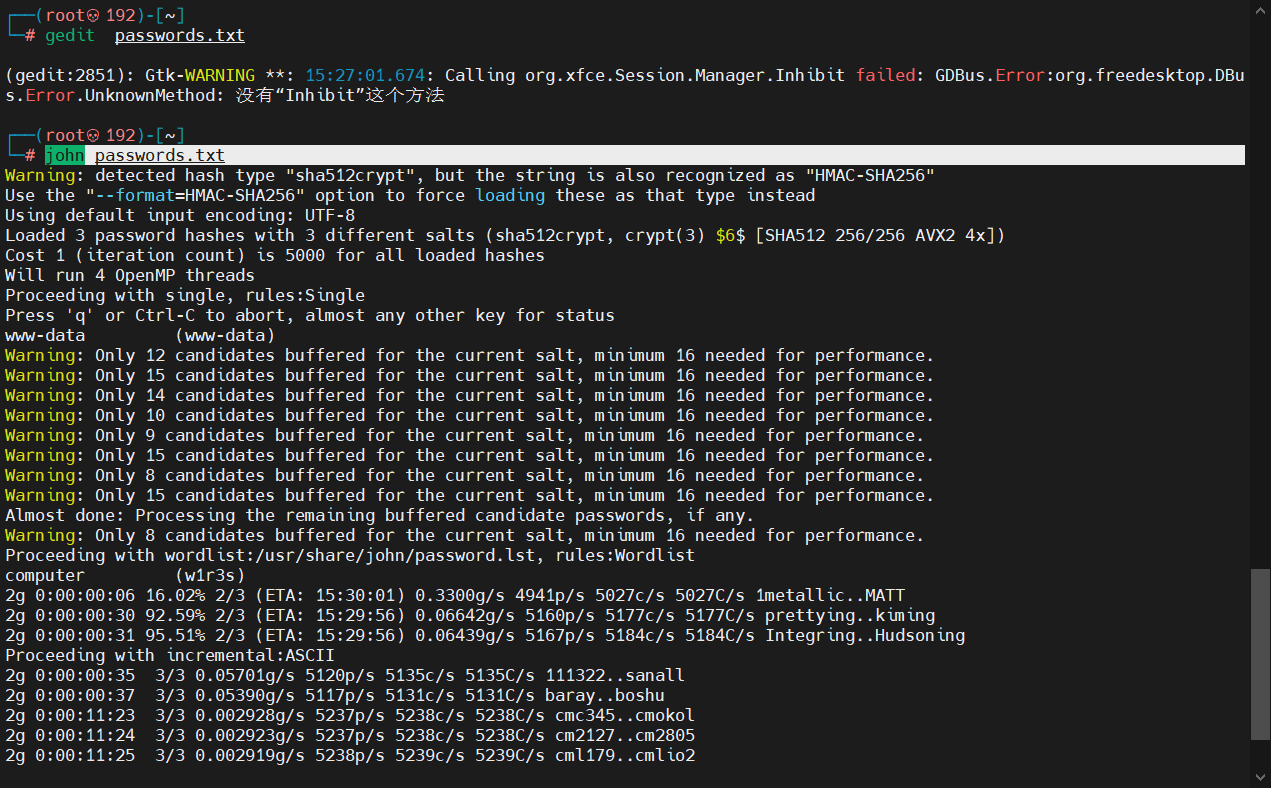 ┌──(root㉿192)-[~]
└─# gedit  passwords.txt
(gedit:2851): Gtk-WARNING **: 15:27:01.674: Calling org.xfce.Session.Manager.Inhibit failed: GDBus.Error:org.freedesktop.DBu
s.Error.UnknownMethod: 没有“Inhibit”这个方法
┌──(root㉿192)-[~]
└─# john passwords.txt
Warning: detected hash type "sha512crypt", but the string is also recognized as "HMAC-SHA256"
Use the "--format=HMAC-SHA256" option to force loading these as that type instead
Using default input encoding: UTF-8
Loaded 3 password hashes with 3 different salts (sha512crypt, crypt(3) $6$ [SHA512 256/256 AVX2 4x])
Cost 1 (iteration count) is 5000 for all loaded hashes
Will run 4 OpenMP threads
Proceeding with single, rules:Single
Press 'q' or Ctrl-C to abort, almost any other key for status
www-data         (www-data)
Warning: Only 12 candidates buffered for the current salt, minimum 16 needed for performance.
Warning: Only 15 candidates buffered for the current salt, minimum 16 needed for performance.
Warning: Only 14 candidates buffered for the current salt, minimum 16 needed for performance.
Warning: Only 10 candidates buffered for the current salt, minimum 16 needed for performance.
Warning: Only 9 candidates buffered for the current salt, minimum 16 needed for performance.
Warning: Only 15 candidates buffered for the current salt, minimum 16 needed for performance.
Warning: Only 8 candidates buffered for the current salt, minimum 16 needed for performance.
Warning: Only 15 candidates buffered for the current salt, minimum 16 needed for performance.
Almost done: Processing the remaining buffered candidate passwords, if any.
Warning: Only 8 candidates buffered for the current salt, minimum 16 needed for performance.
Proceeding with wordlist:/usr/share/john/password.lst, rules:Wordlist
computer         (w1r3s)
2g 0:00:00:06 16.02% 2/3 (ETA: 15:30:01) 0.3300g/s 4941p/s 5027c/s 5027C/s 1metallic..MATT
2g 0:00:00:30 92.59% 2/3 (ETA: 15:29:56) 0.06642g/s 5160p/s 5177c/s 5177C/s prettying..kiming
2g 0:00:00:31 95.51% 2/3 (ETA: 15:29:56) 0.06439g/s 5167p/s 5184c/s 5184C/s Integring..Hudsoning
Proceeding with incremental:ASCII
2g 0:00:00:35  3/3 0.05701g/s 5120p/s 5135c/s 5135C/s 111322..sanall
2g 0:00:00:37  3/3 0.05390g/s 5117p/s 5131c/s 5131C/s baray..boshu
2g 0:00:11:23  3/3 0.002928g/s 5237p/s 5238c/s 5238C/s cmc345..cmokol
2g 0:00:11:24  3/3 0.002923g/s 5237p/s 5238c/s 5238C/s cm2127..cm2805
2g 0:00:11:25  3/3 0.002919g/s 5238p/s 5239c/s 5239C/s cml179..cmlio2